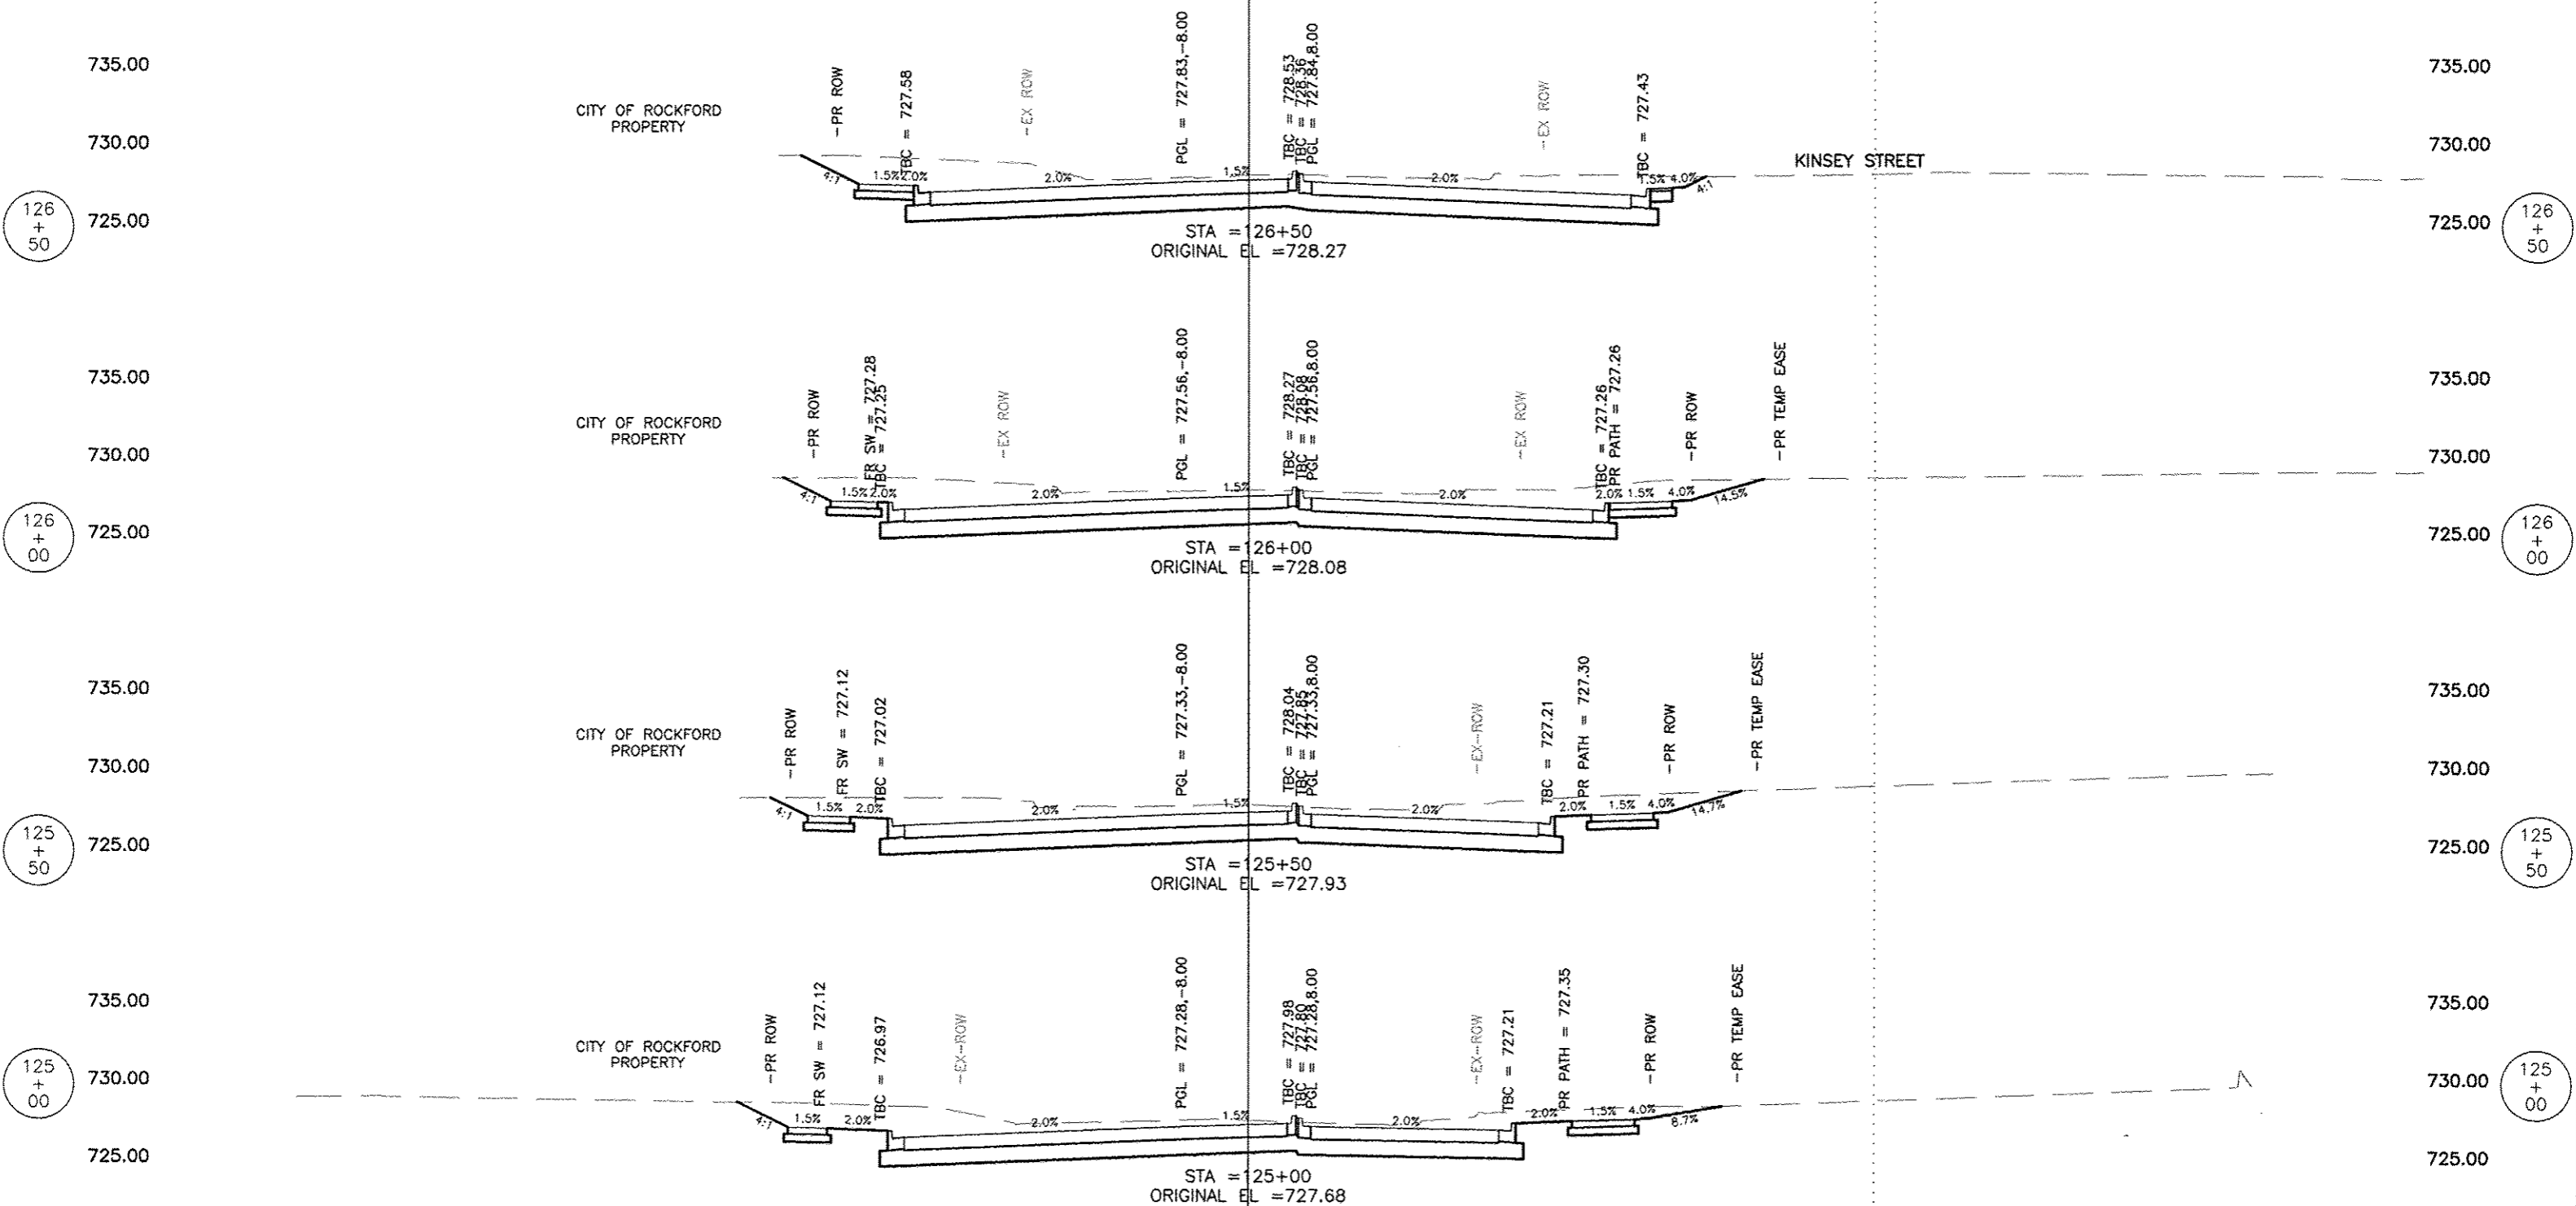 735.00
730.00
725.00
126
+
50
CITY OF ROCKFORD
PROPERTY
-PR ROW
TBC = 727.58
-EX ROW
PGL = 727.83,-8.00
TBC = 728.53
TBC = 728.36
PGL = 727.84,8.00
-EX ROW
TBC = 727.43
KINSEY STREET
4:1
1.5%
2.0%
2.0%
1.5%
2.0%
1.5%
4.0%
4:1
STA =126+50
ORIGINAL EL =728.27
735.00
730.00
725.00
126
+
50
735.00
730.00
725.00
126
+
00
CITY OF ROCKFORD
PROPERTY
-PR ROW
FR SW = 727.28
TBC = 727.25
-EX ROW
PGL = 727.56,-8.00
TBC = 728.27
TBC = 728.08
PGL = 727.56,8.00
-EX ROW
TBC = 727.26
PR PATH = 727.26
-PR ROW
-PR TEMP EASE
4:1
1.5%
2.0%
2.0%
1.5%
2.0%
2.0%
1.5%
4.0%
14.5%
STA =126+00
ORIGINAL EL =728.08
735.00
730.00
725.00
126
+
00
735.00
730.00
725.00
125
+
50
CITY OF ROCKFORD
PROPERTY
-PR ROW
FR SW = 727.12
TBC = 727.02
PGL = 727.33,-8.00
TBC = 728.04
TBC = 727.85
PGL = 727.33,8.00
-EX-ROW
TBC = 727.21
PR PATH = 727.30
-PR ROW
-PR TEMP EASE
4:1
1.5%
2.0%
2.0%
1.5%
2.0%
2.0%
1.5%
4.0%
14.7%
STA =125+50
ORIGINAL EL =727.93
735.00
730.00
725.00
125
+
50
735.00
730.00
725.00
125
+
00
CITY OF ROCKFORD
PROPERTY
-PR ROW
FR SW = 727.12
TBC = 726.97
-EX-ROW
PGL = 727.28,-8.00
TBC = 727.98
TBC = 727.80
PGL = 727.28,8.00
-EX-ROW
TBC = 727.21
PR PATH = 727.35
-PR ROW
-PR TEMP EASE
4:1
1.5%
2.0%
2.0%
1.5%
2.0%
2.0%
1.5%
4.0%
8.7%
STA =125+00
ORIGINAL EL =727.68
735.00
730.00
725.00
125
+
00